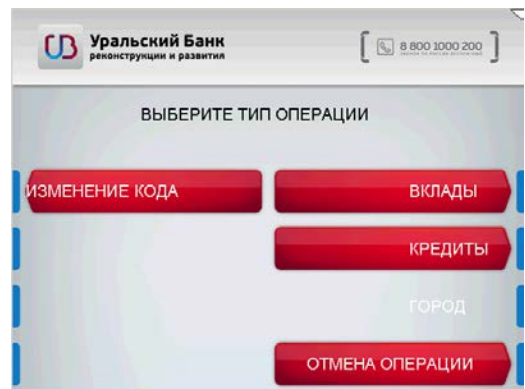 Уральский Банк
реконструкции и развития
8 800 1000 200
ВЫБЕРИТЕ ТИП ОПЕРАЦИИ
ИЗМЕНЕНИЕ КОДА
ВКЛАДЫ
КРЕДИТЫ
ГОРОД
ОТМЕНА ОПЕРАЦИИ